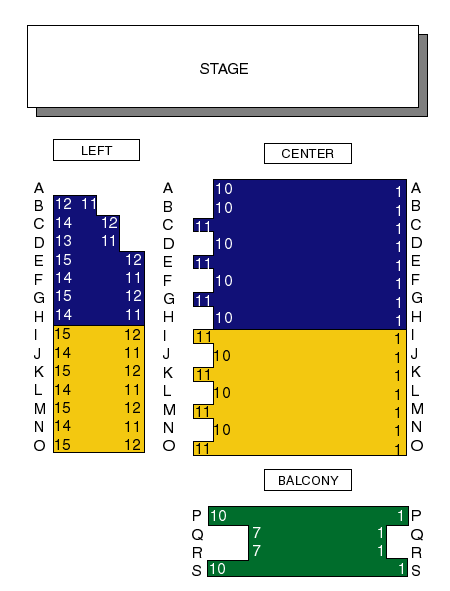 STAGE
LEFT
CENTER
A A 10 1 A
B 12 11 B 10 1 B
C 14 12 C 11 1 C
D 13 11 D 10 1 D
E 15 12 E 11 1 E
F 14 11 F 10 1 F
G 15 12 G 11 1 G
H 14 11 H 10 1 H
I 15 12 I 11 1 I
J 14 11 J 10 1 J
K 15 12 K 11 1 K
L 14 11 L 10 1 L
M 15 12 M 11 1 M
N 14 11 N 10 1 N
O 15 12 O 11 1 O
BALCONY
P 10 1 P
Q 7 1 Q
R 7 1 R
S 10 1 S